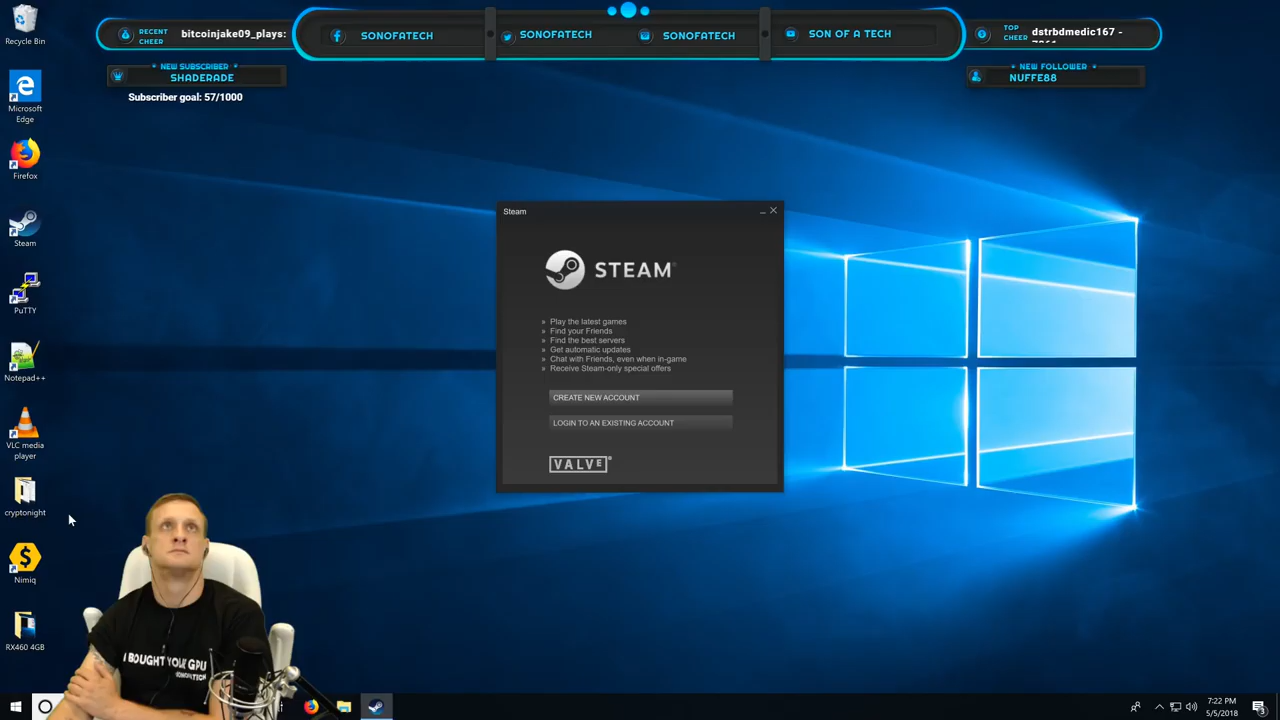 RECENT
CHEER
bitcoinjake09_plays:
SONOFATECH
SONOFATECH
SONOFATECH
SON OF A TECH
TOP
CHEER
dstrbdmedic167 -
NEW SUBSCRIBER
SHADERADE
Subscriber goal: 57/1000
NEW FOLLOWER
NUFFE88
Recycle Bin
Microsoft
Edge
Firefox
Steam
PuTTY
Notepad++
VLC media
player
cryptonight
Nimiq
RX460 4GB
Steam
STEAM®
» Play the latest games
» Find your Friends
» Find the best servers
» Get automatic updates
» Chat with Friends, even when in-game
» Receive Steam-only special offers
CREATE NEW ACCOUNT
LOGIN TO AN EXISTING ACCOUNT
VALVE®
I BOUGHT YOUR GPU
7:22 PM
5/5/2018